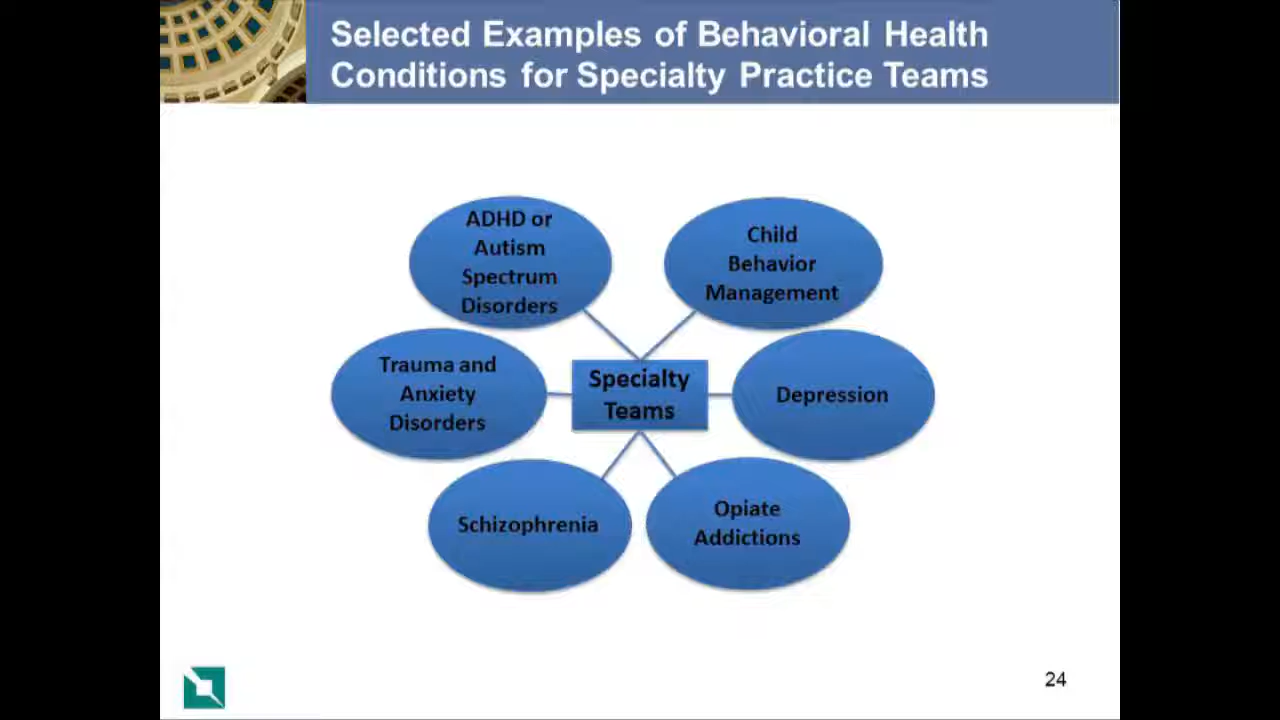 Selected Examples of Behavioral Health
Conditions for Specialty Practice Teams
ADHD or
Autism
Spectrum
Disorders
Child
Behavior
Management
Trauma and
Anxiety
Disorders
Specialty
Teams
Depression
Schizophrenia
Opiate
Addictions
24